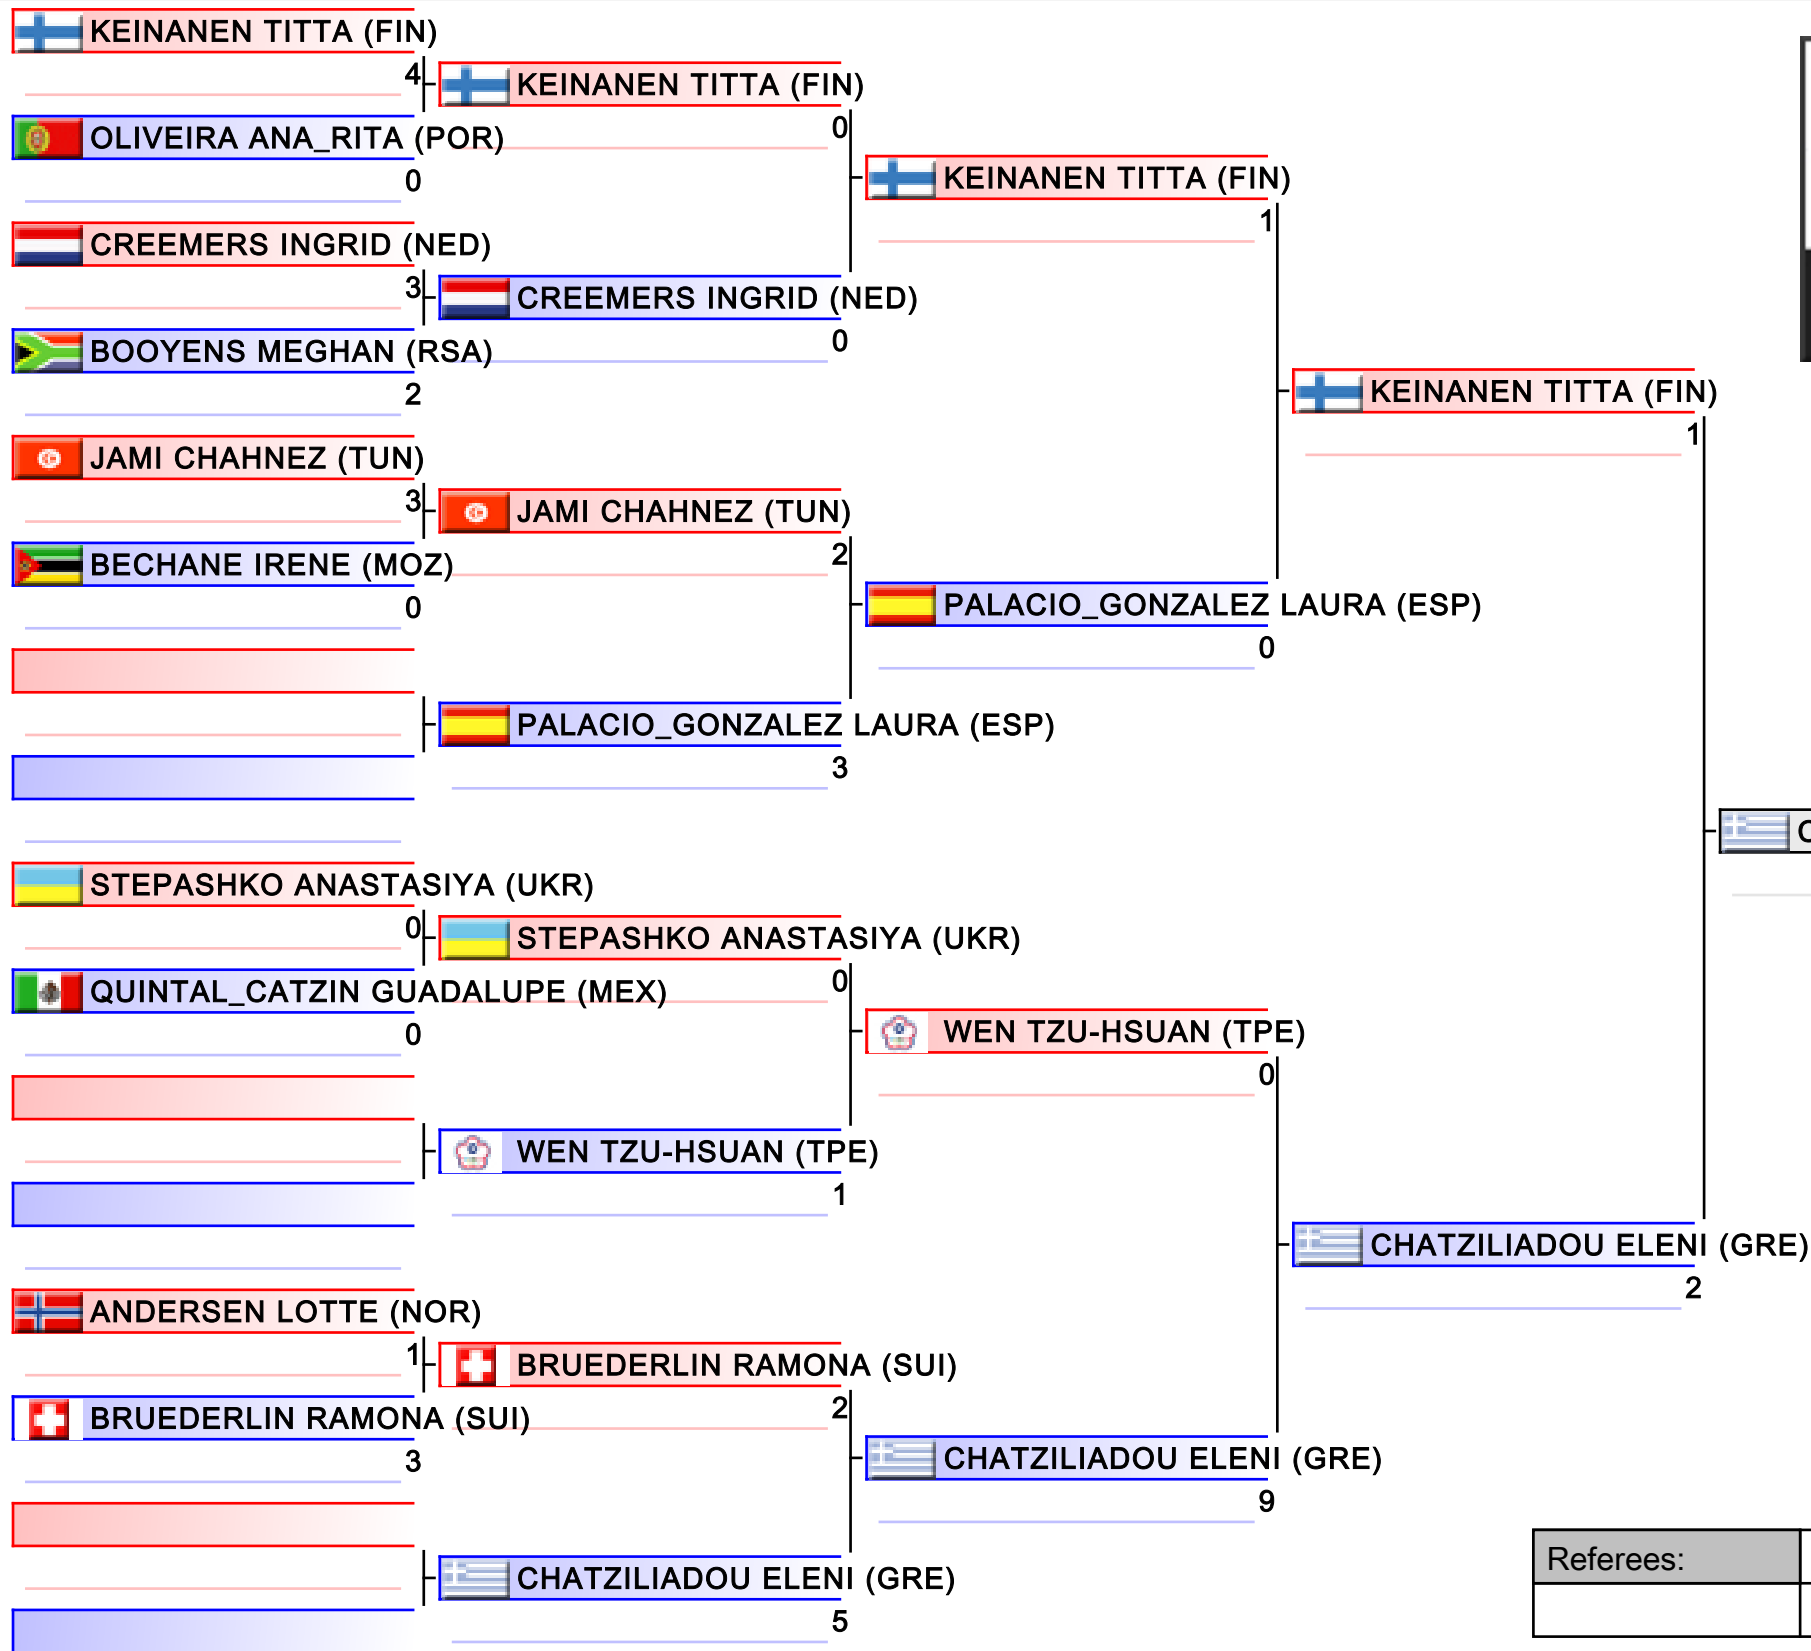 KEINANEN TITTA (FIN)
4
KEINANEN TITTA (FIN)
0
OLIVEIRA ANA_RITA (POR)
0
KEINANEN TITTA (FIN)
1
CREEMERS INGRID (NED)
3
CREEMERS INGRID (NED)
0
BOOYENS MEGHAN (RSA)
2
KEINANEN TITTA (FIN)
1
JAMI CHAHNEZ (TUN)
3
JAMI CHAHNEZ (TUN)
2
BECHANE IRENE (MOZ)
0
PALACIO_GONZALEZ LAURA (ESP)
0
PALACIO_GONZALEZ LAURA (ESP)
3
STEPASHKO ANASTASIYA (UKR)
0
STEPASHKO ANASTASIYA (UKR)
0
QUINTAL_CATZIN GUADALUPE (MEX)
0
WEN TZU-HSUAN (TPE)
0
WEN TZU-HSUAN (TPE)
1
CHATZILIADOU ELENI (GRE)
2
ANDERSEN LOTTE (NOR)
1
BRUEDERLIN RAMONA (SUI)
2
BRUEDERLIN RAMONA (SUI)
3
CHATZILIADOU ELENI (GRE)
9
CHATZILIADOU ELENI (GRE)
5
Referees: